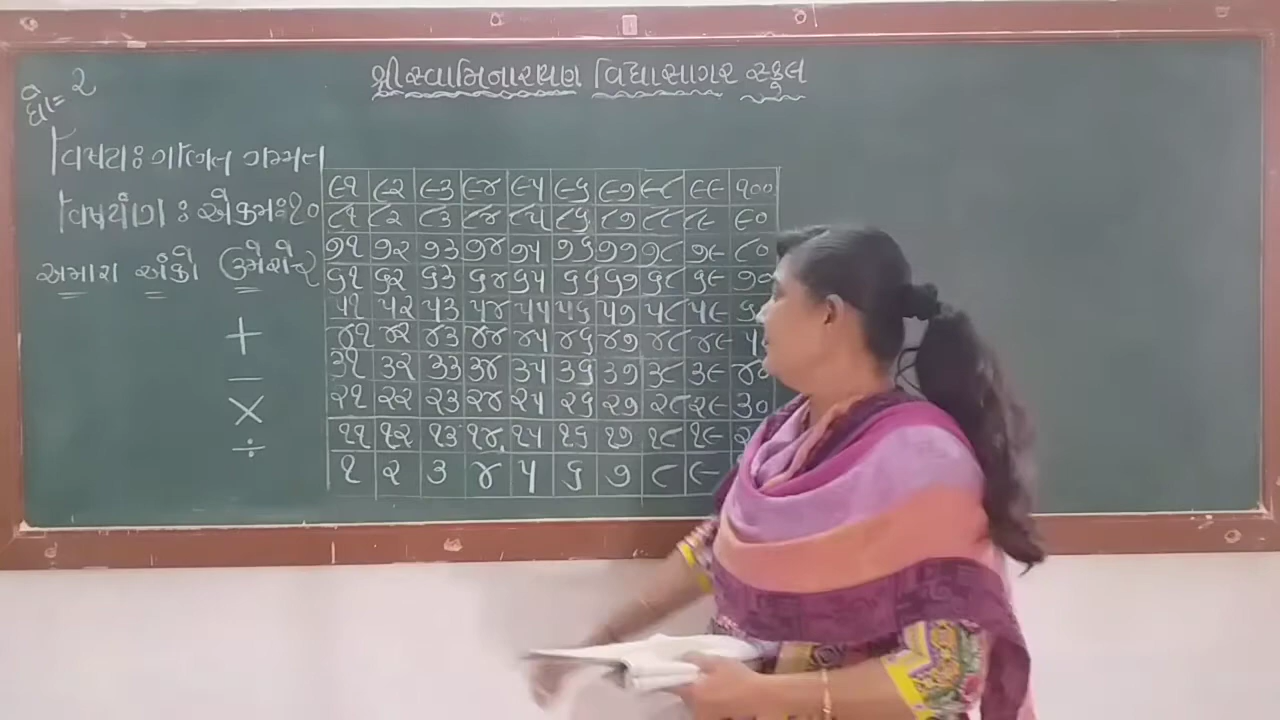 શ્રી સ્વામિનારાયણ વિદ્યાસાગર સ્કૂલ
ધો= ૨
વિષય: ગણિત ગમ્મત
વિષયાંગ : એકમ: ૧૦
અમારા અંકો ઉમેરો
+
−
×
÷
૯૧ ૯૨ ૯૩ ૯૪ ૯૫ ૯૬ ૯૭ ૯૮ ૯૯ ૧૦૦
૮૧ ૮૨ ૮૩ ૮૪ ૮૫ ૮૬ ૮૭ ૮૮ ૮૯ ૯૦
૭૧ ૭૨ ૭૩ ૭૪ ૭૫ ૭૬ ૭૭ ૭૮ ૭૯ ૮૦
૬૧ ૬૨ ૬૩ ૬૪ ૬૫ ૬૬ ૬૭ ૬૮ ૬૯ ૭૦
૫૧ ૫૨ ૫૩ ૫૪ ૫૫ ૫૬ ૫૭ ૫૮ ૫૯
૪૧ ૪૨ ૪૩ ૪૪ ૪૫ ૪૬ ૪૭ ૪૮ ૪૯
૩૧ ૩૨ ૩૩ ૩૪ ૩૫ ૩૬ ૩૭ ૩૮ ૩૯ ૪૦
૨૧ ૨૨ ૨૩ ૨૪ ૨૫ ૨૬ ૨૭ ૨૮ ૨૯ ૩૦
૧૧ ૧૨ ૧૩ ૧૪ ૧૫ ૧૬ ૧૭ ૧૮ ૧૯
૧ ૨ ૩ ૪ ૫ ૬ ૭ ૮ ૯